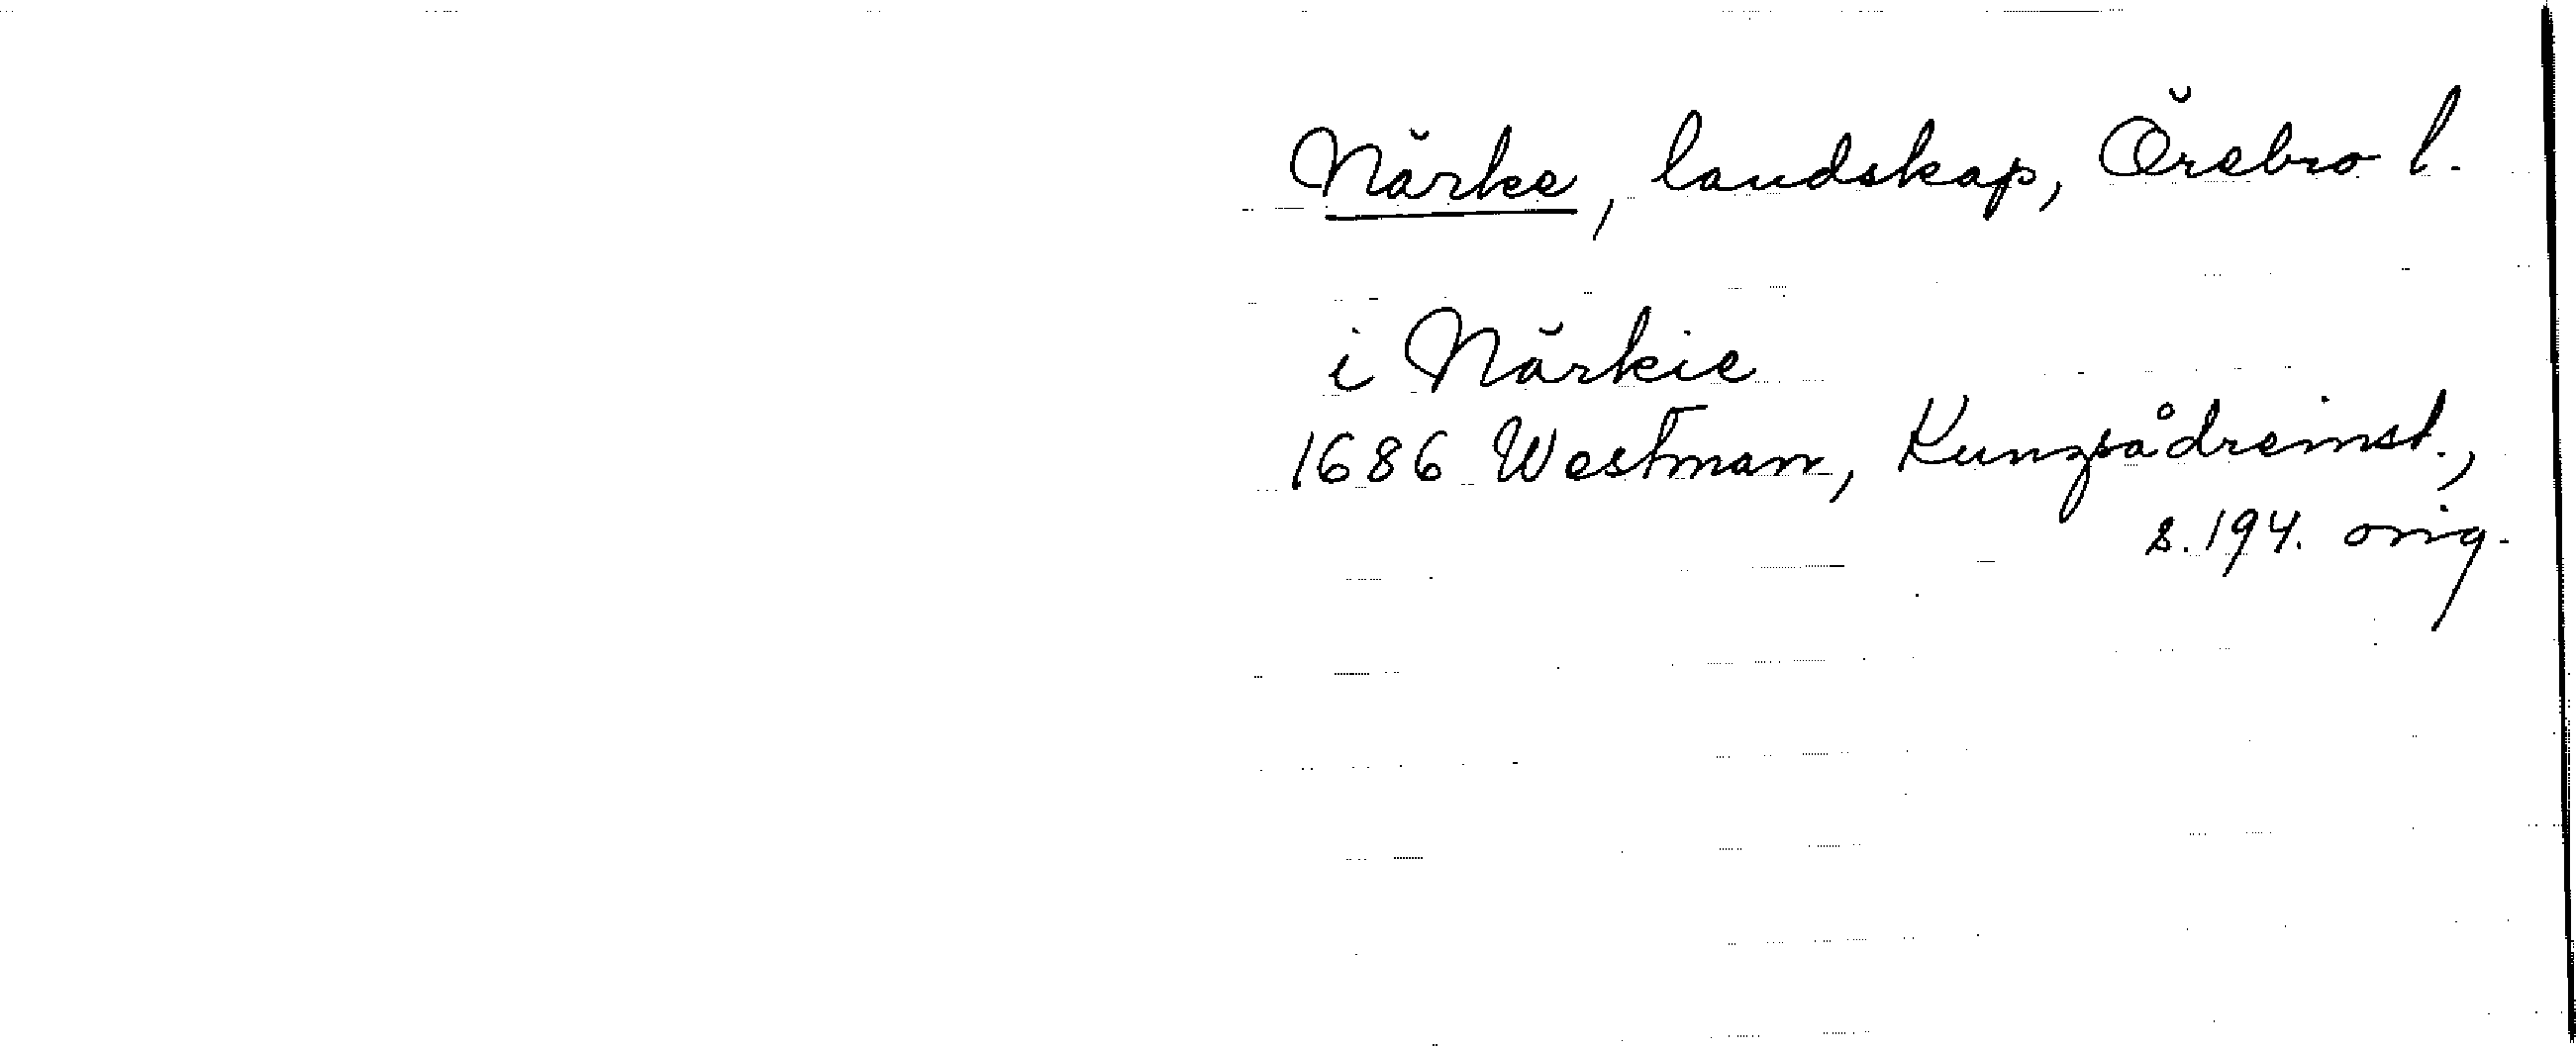 Närke, landskap, Örebro l.
i Närkie
1686 Westman, Kungsådreinst.,
s. 194. orig.